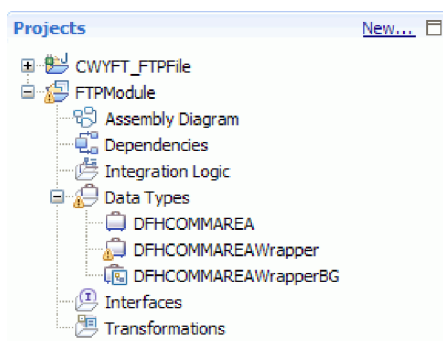 Projects New...
CWYFT_FTPFile
FTPModule
Assembly Diagram
Dependencies
Integration Logic
Data Types
DFHCOMMAREA
DFHCOMMAREAWrapper
DFHCOMMAREAWrapperBG
Interfaces
Transformations